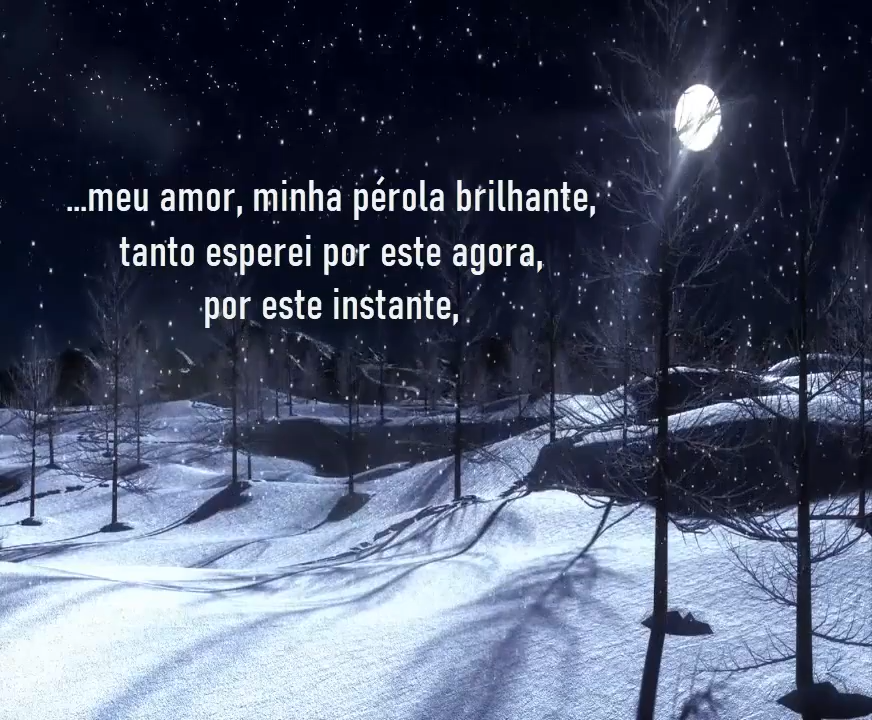 ...meu amor, minha pérola brilhante,
tanto esperei por este agora,
por este instante,